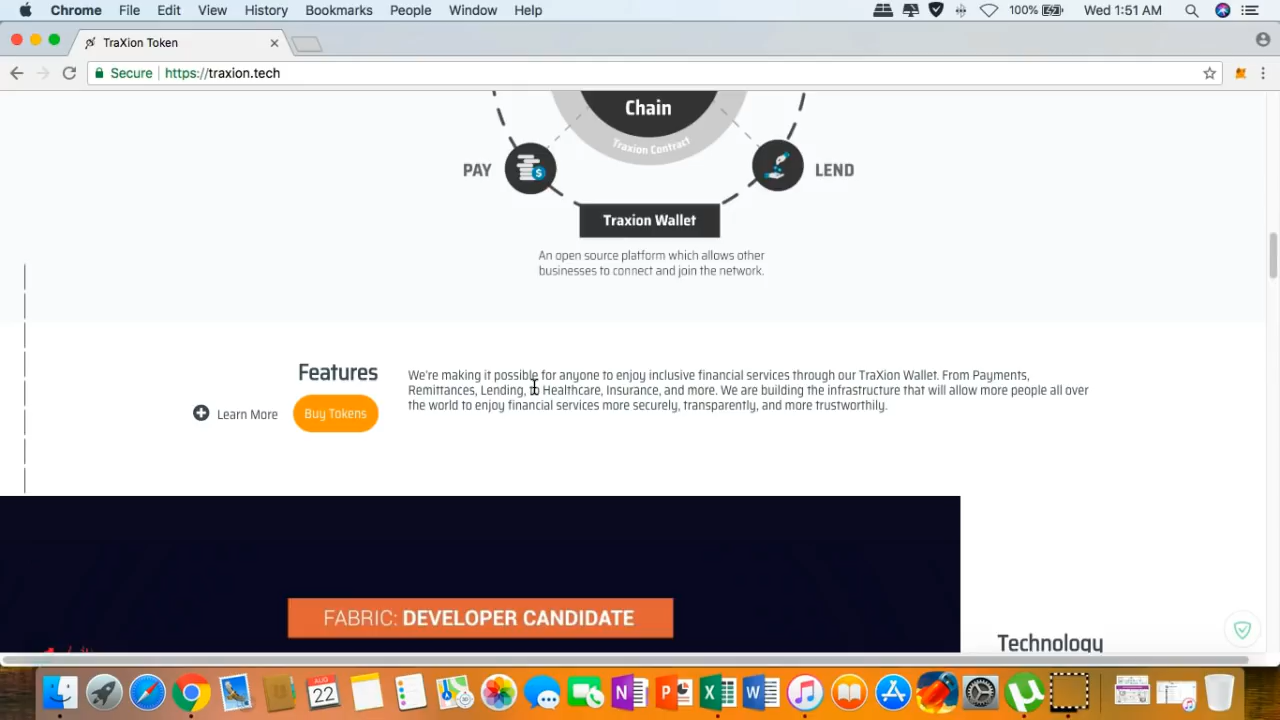 Chrome File Edit View History Bookmarks People Window Help 100% Wed 1:51 AM
TraXion Token
Secure https://traxion.tech
Chain
Traxion Contract
PAY
LEND
Traxion Wallet
An open source platform which allows other
businesses to connect and join the network.
Features
Learn More
Buy Tokens
We're making it possible for anyone to enjoy inclusive financial services through our TraXion Wallet. From Payments,
Remittances, Lending, to Healthcare, Insurance, and more. We are building the infrastructure that will allow more people all over
the world to enjoy financial services more securely, transparently, and more trustworthily.
FABRIC: DEVELOPER CANDIDATE
Technology
AUG
22